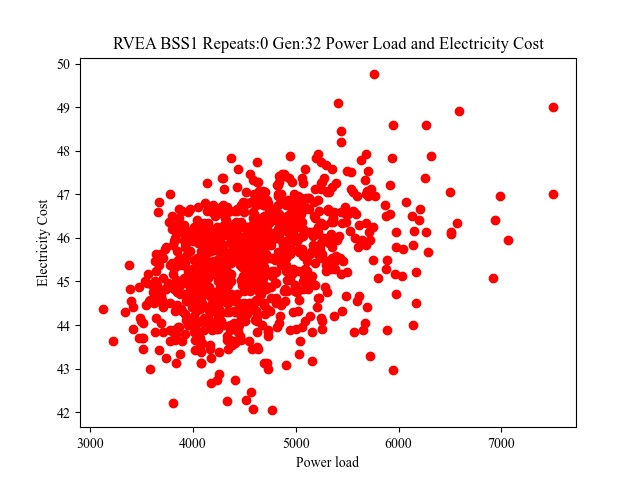 RVEA BSS1 Repeats:0 Gen:32 Power Load and Electricity Cost
50
49
48
47
46
45
44
43
42
Electricity Cost
3000 4000 5000 6000 7000
Power load